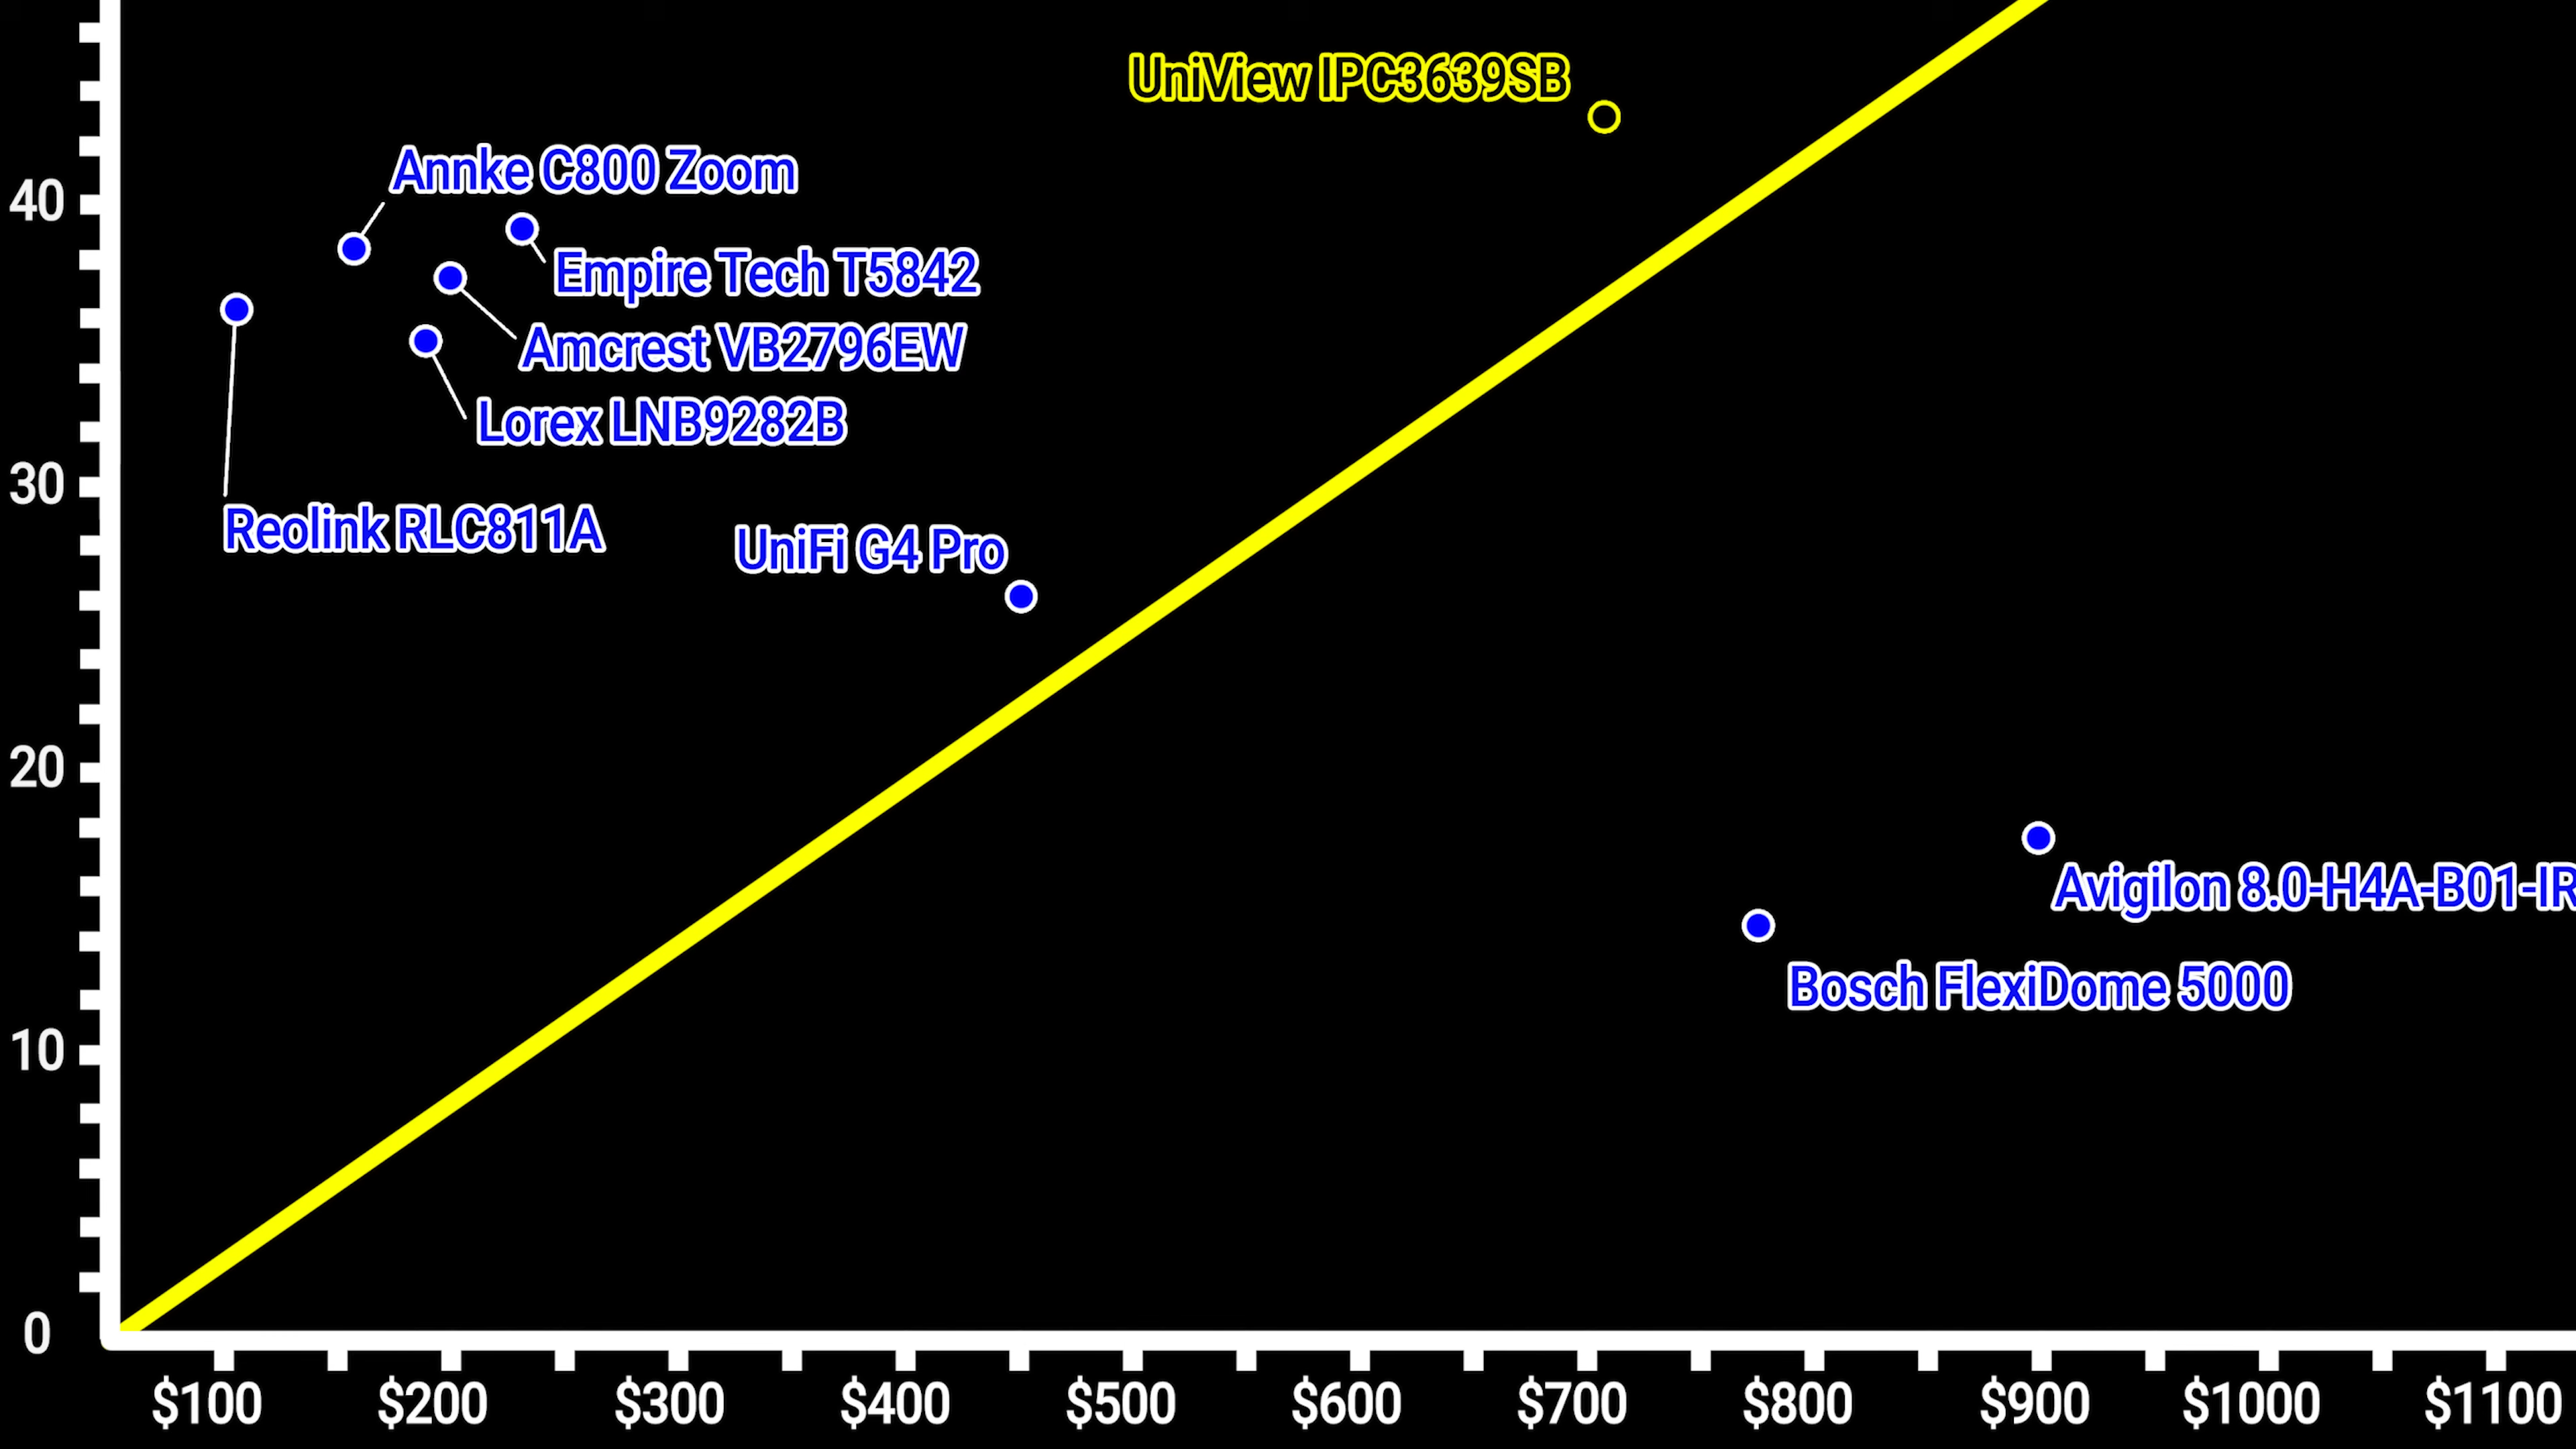 UniView IPC3639SB
Annke C800 Zoom
40
Empire Tech T5842
Amcrest VB2796EW
Lorex LNB9282B
30
Reolink RLC811A
UniFi G4 Pro
20
Avigilon 8.0-H4A-B01-IR
Bosch FlexiDome 5000
10
0
$100 $200 $300 $400 $500 $600 $700 $800 $900 $1000 $1100